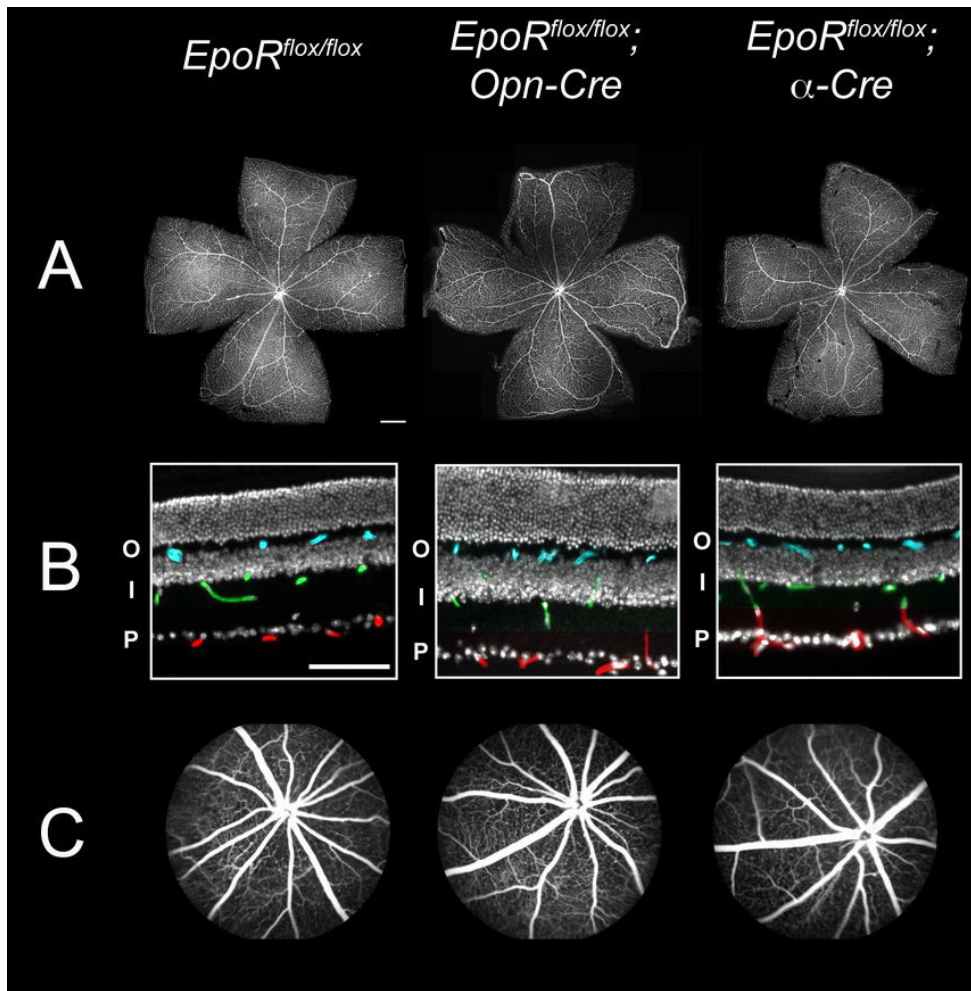 EpoR^flox/flox
EpoR^flox/flox;
Opn-Cre
EpoR^flox/flox;
α-Cre
A
B
O
I
P
O
I
P
O
I
P
C